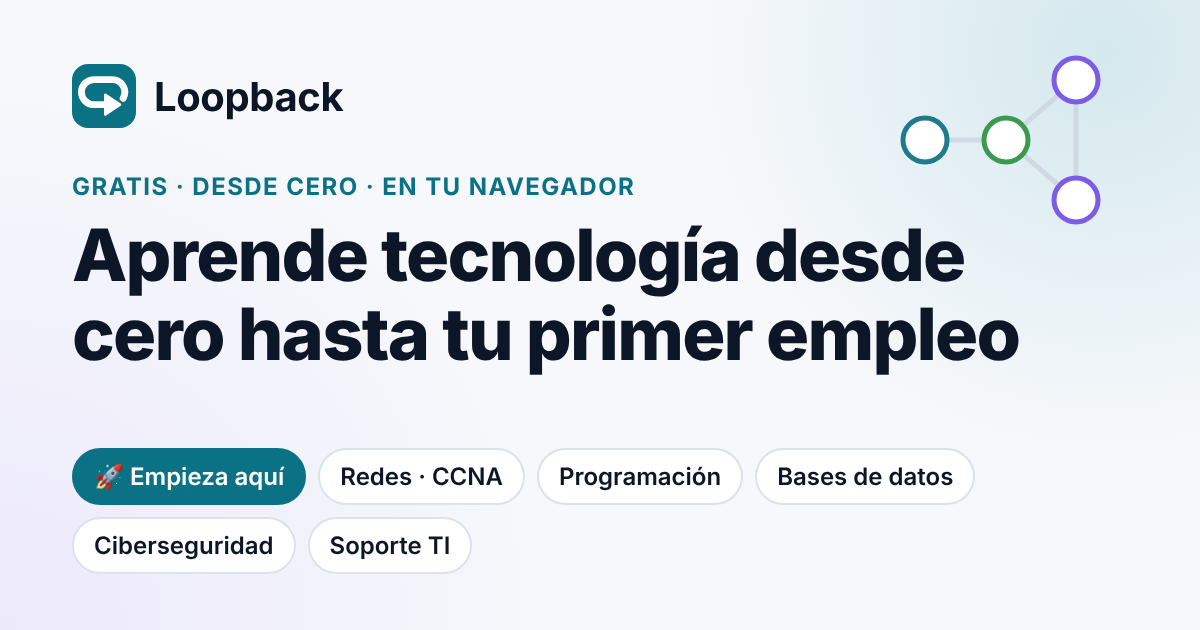 Loopback
GRATIS · DESDE CERO · EN TU NAVEGADOR
Aprende tecnología desde
cero hasta tu primer empleo
🚀 Empieza aquí
Redes · CCNA
Programación
Bases de datos
Ciberseguridad
Soporte TI